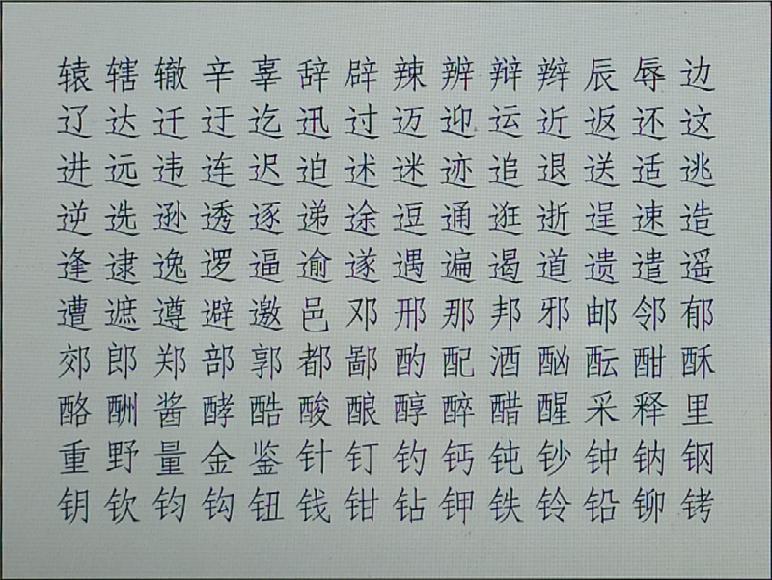 辕辖辙辛辜辞辟辣辨辩辫辰辱边
辽达迁迂迄迅过迈迎运近返还这
进远违连迟迫述迷迹追退送适逃
逆选逊透逐递途逗通逛逝逞速造
逢逮逸逻逼逾遂遇遍遏道遗遣遥
遭遮遵避邀邑邓邢那邦邪邮邻郁
郊郎郑部郭都鄙酌配酒酗酝酣酥
酪酬酱酵酷酸酿醇醉醋醒采释里
重野量金鉴针钉钓钙钝钞钟钠钢
钥钦钧钩钮钱钳钻钾铁铃铅铆铐